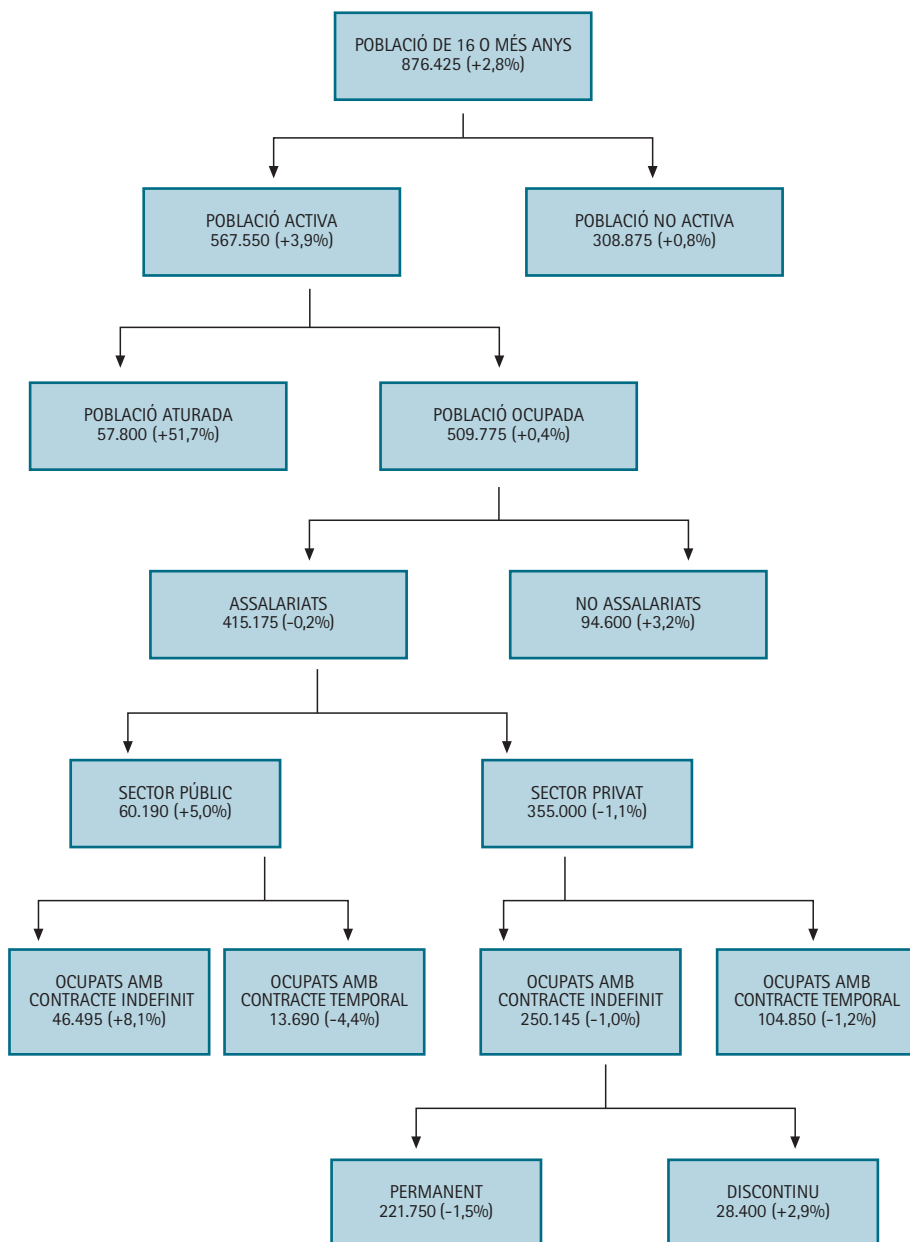 POBLACIÓ DE 16 O MÉS ANYS
876.425 (+2,8%)
POBLACIÓ ACTIVA
567.550 (+3,9%)
POBLACIÓ NO ACTIVA
308.875 (+0,8%)
POBLACIÓ ATURADA
57.800 (+51,7%)
POBLACIÓ OCUPADA
509.775 (+0,4%)
ASSALARIATS
415.175 (-0,2%)
NO ASSALARIATS
94.600 (+3,2%)
SECTOR PÚBLIC
60.190 (+5,0%)
SECTOR PRIVAT
355.000 (-1,1%)
OCUPATS AMB
CONTRACTE INDEFINIT
46.495 (+8,1%)
OCUPATS AMB
CONTRACTE TEMPORAL
13.690 (-4,4%)
OCUPATS AMB
CONTRACTE INDEFINIT
250.145 (-1,0%)
OCUPATS AMB
CONTRACTE TEMPORAL
104.850 (-1,2%)
PERMANENT
221.750 (-1,5%)
DISCONTINU
28.400 (+2,9%)